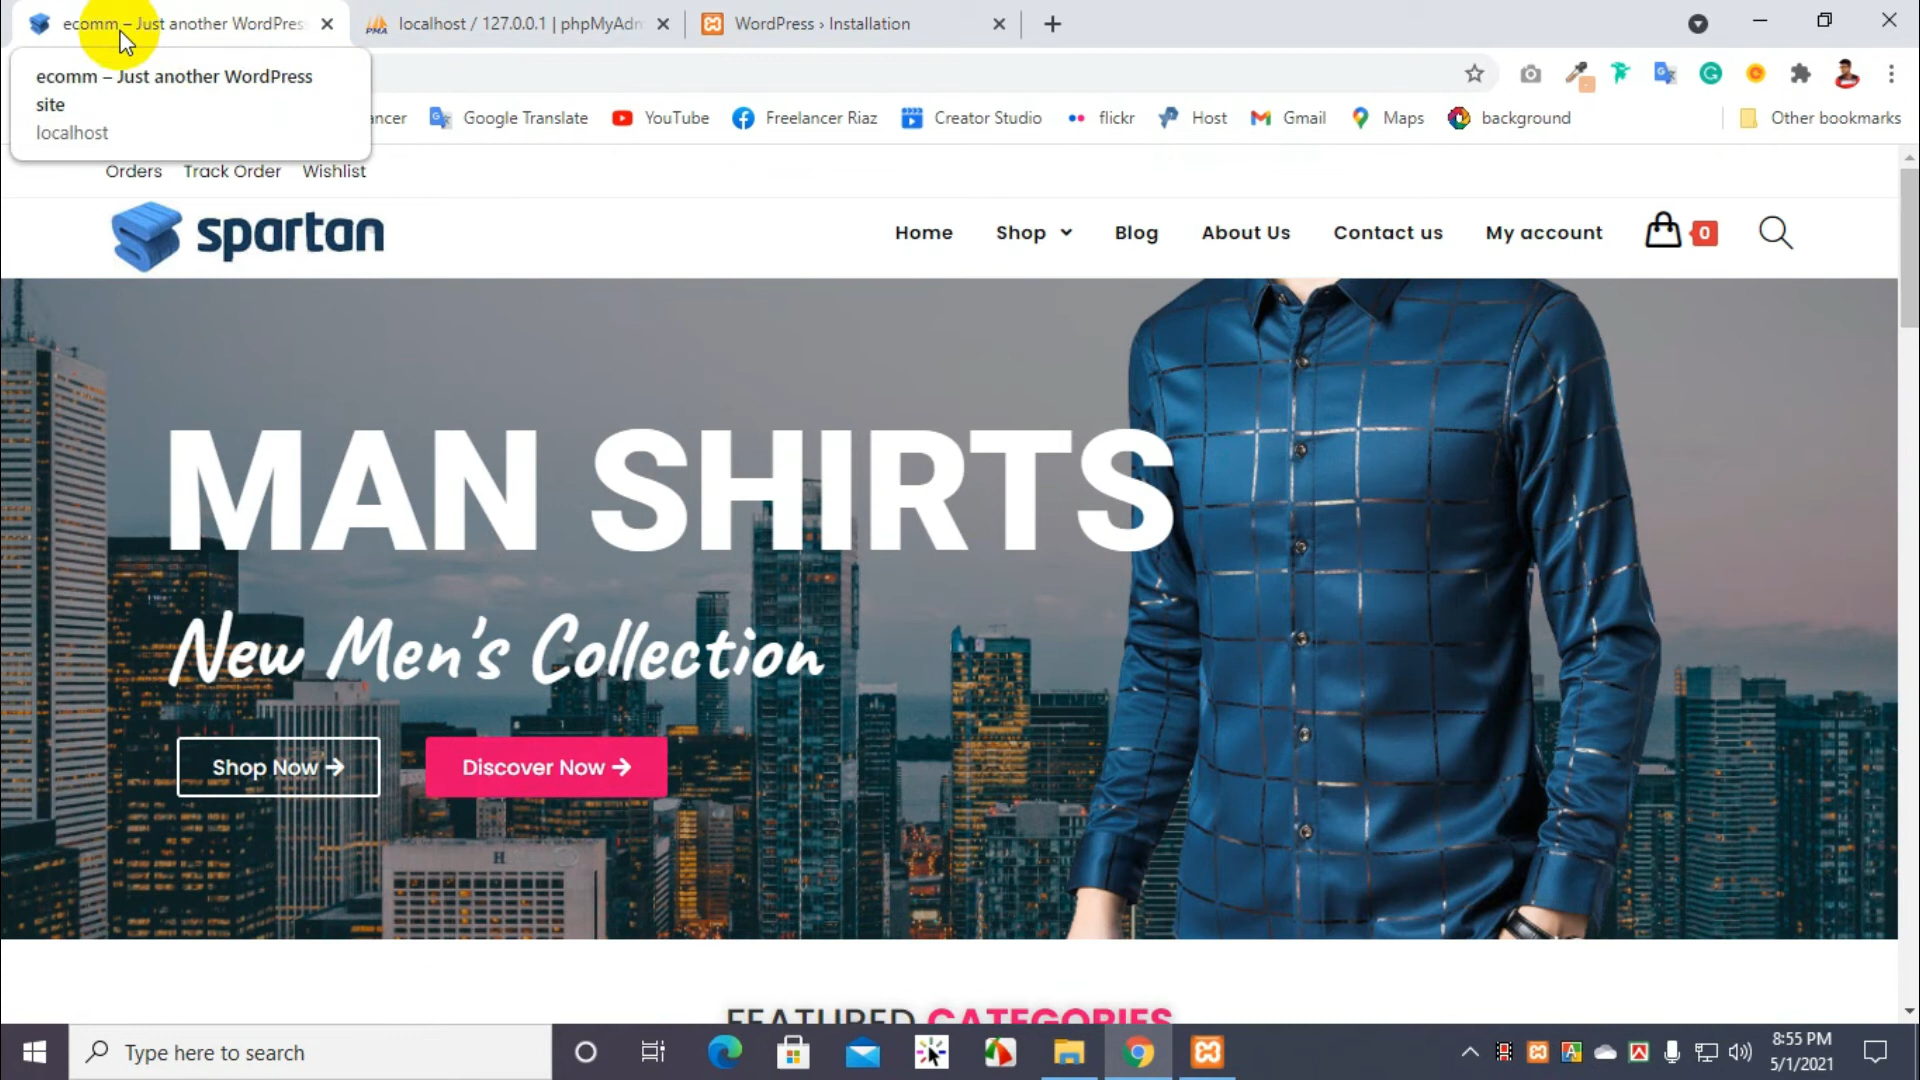 ecomm – Just another WordPress
localhost / 127.0.0.1 | phpMyAdm
WordPress › Installation
ecomm – Just another WordPress
site
localhost
ancer
Google Translate
YouTube
Freelancer Riaz
Creator Studio
flickr
Host
Gmail
Maps
background
Other bookmarks
Orders
Track Order
Wishlist
spartan
Home
Shop
Blog
About Us
Contact us
My account
0
MAN SHIRTS
New Men's Collection
Shop Now →
Discover Now →
H
FEATURED CATEGORIES
Type here to search
8:55 PM
5/1/2021